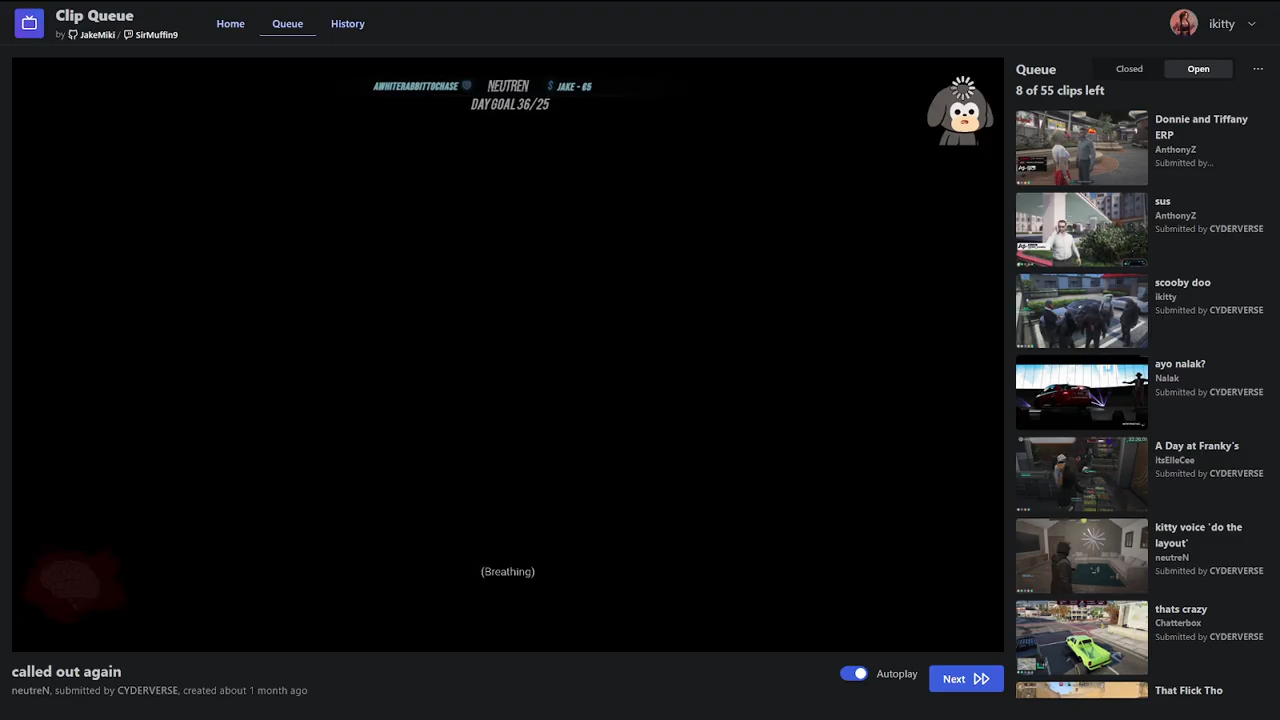 Clip Queue
by JakeMiki / SirMuffin9
Home
Queue
History
ikitty
AWHITERABBITTOCHASE
NEUTREN
$ JAKE - €5
DAY GOAL 36/25
(Breathing)
called out again
neutreN, submitted by CYDERVERSE, created about 1 month ago
Autoplay
Next
Queue
Closed
Open
8 of 55 clips left
Donnie and Tiffany
ERP
AnthonyZ
Submitted by...
sus
AnthonyZ
Submitted by CYDERVERSE
scooby doo
ikitty
Submitted by CYDERVERSE
ayo nalak?
Nalak
Submitted by CYDERVERSE
A Day at Franky's
ItsElleCee
Submitted by CYDERVERSE
kitty voice `do the
layout`
neutreN
Submitted by CYDERVERSE
thats crazy
Chatterbox
Submitted by CYDERVERSE
That Flick Tho